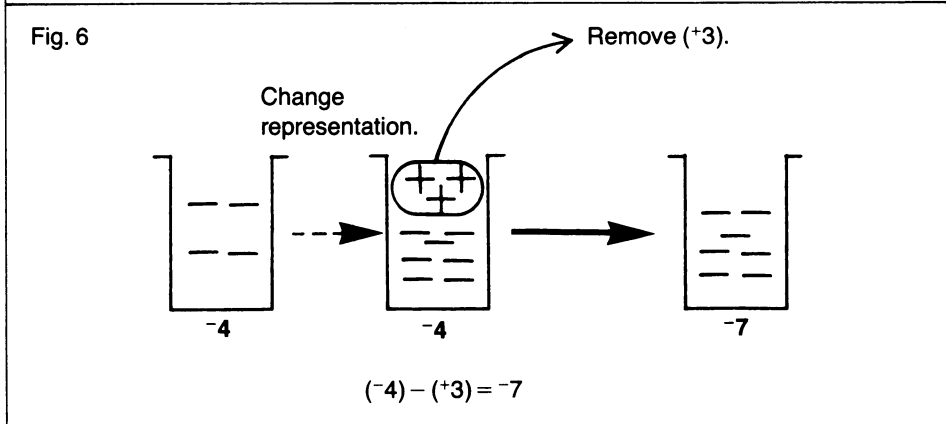 Fig. 6
Remove (⁺3).
Change
representation.
⁻4
⁻4
⁻7
(⁻4) – (⁺3) = ⁻7